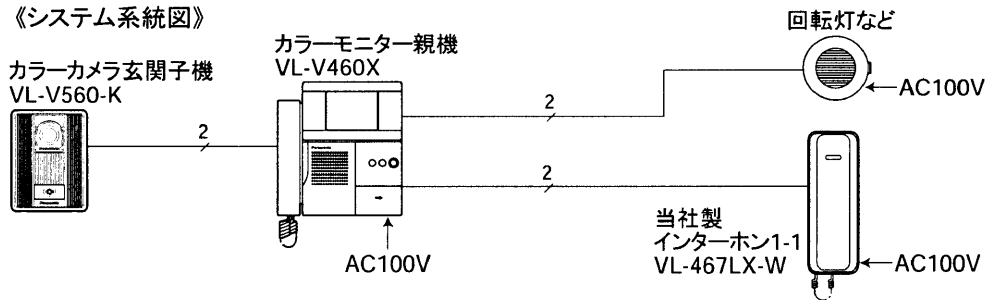 《システム系統図》
カラーカメラ玄関子機
VL-V560-K
2
カラーモニター親機
VL-V460X
Panasonic
AC100V
2
回転灯など
AC100V
2
当社製
インターホン1-1
VL-467LX-W
AC100V